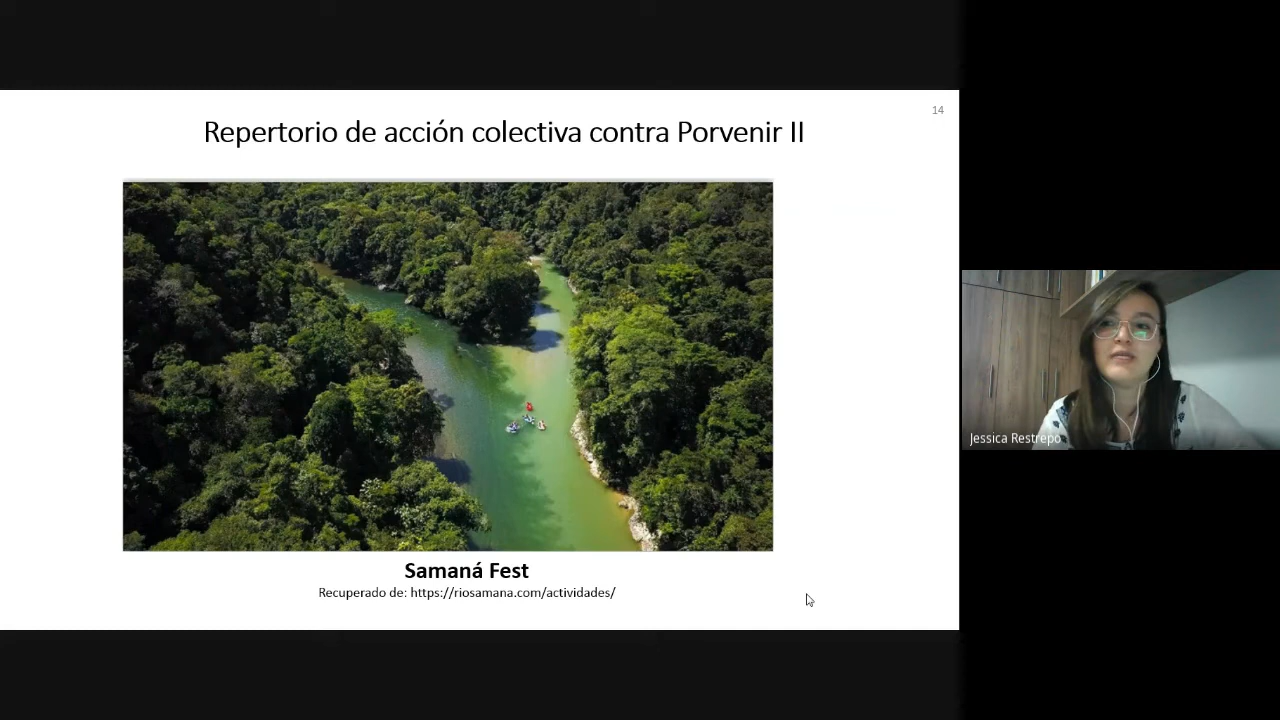 14
Repertorio de acción colectiva contra Porvenir II
Samaná Fest
Recuperado de: https://riosamana.com/actividades/
Jessica Restrepo